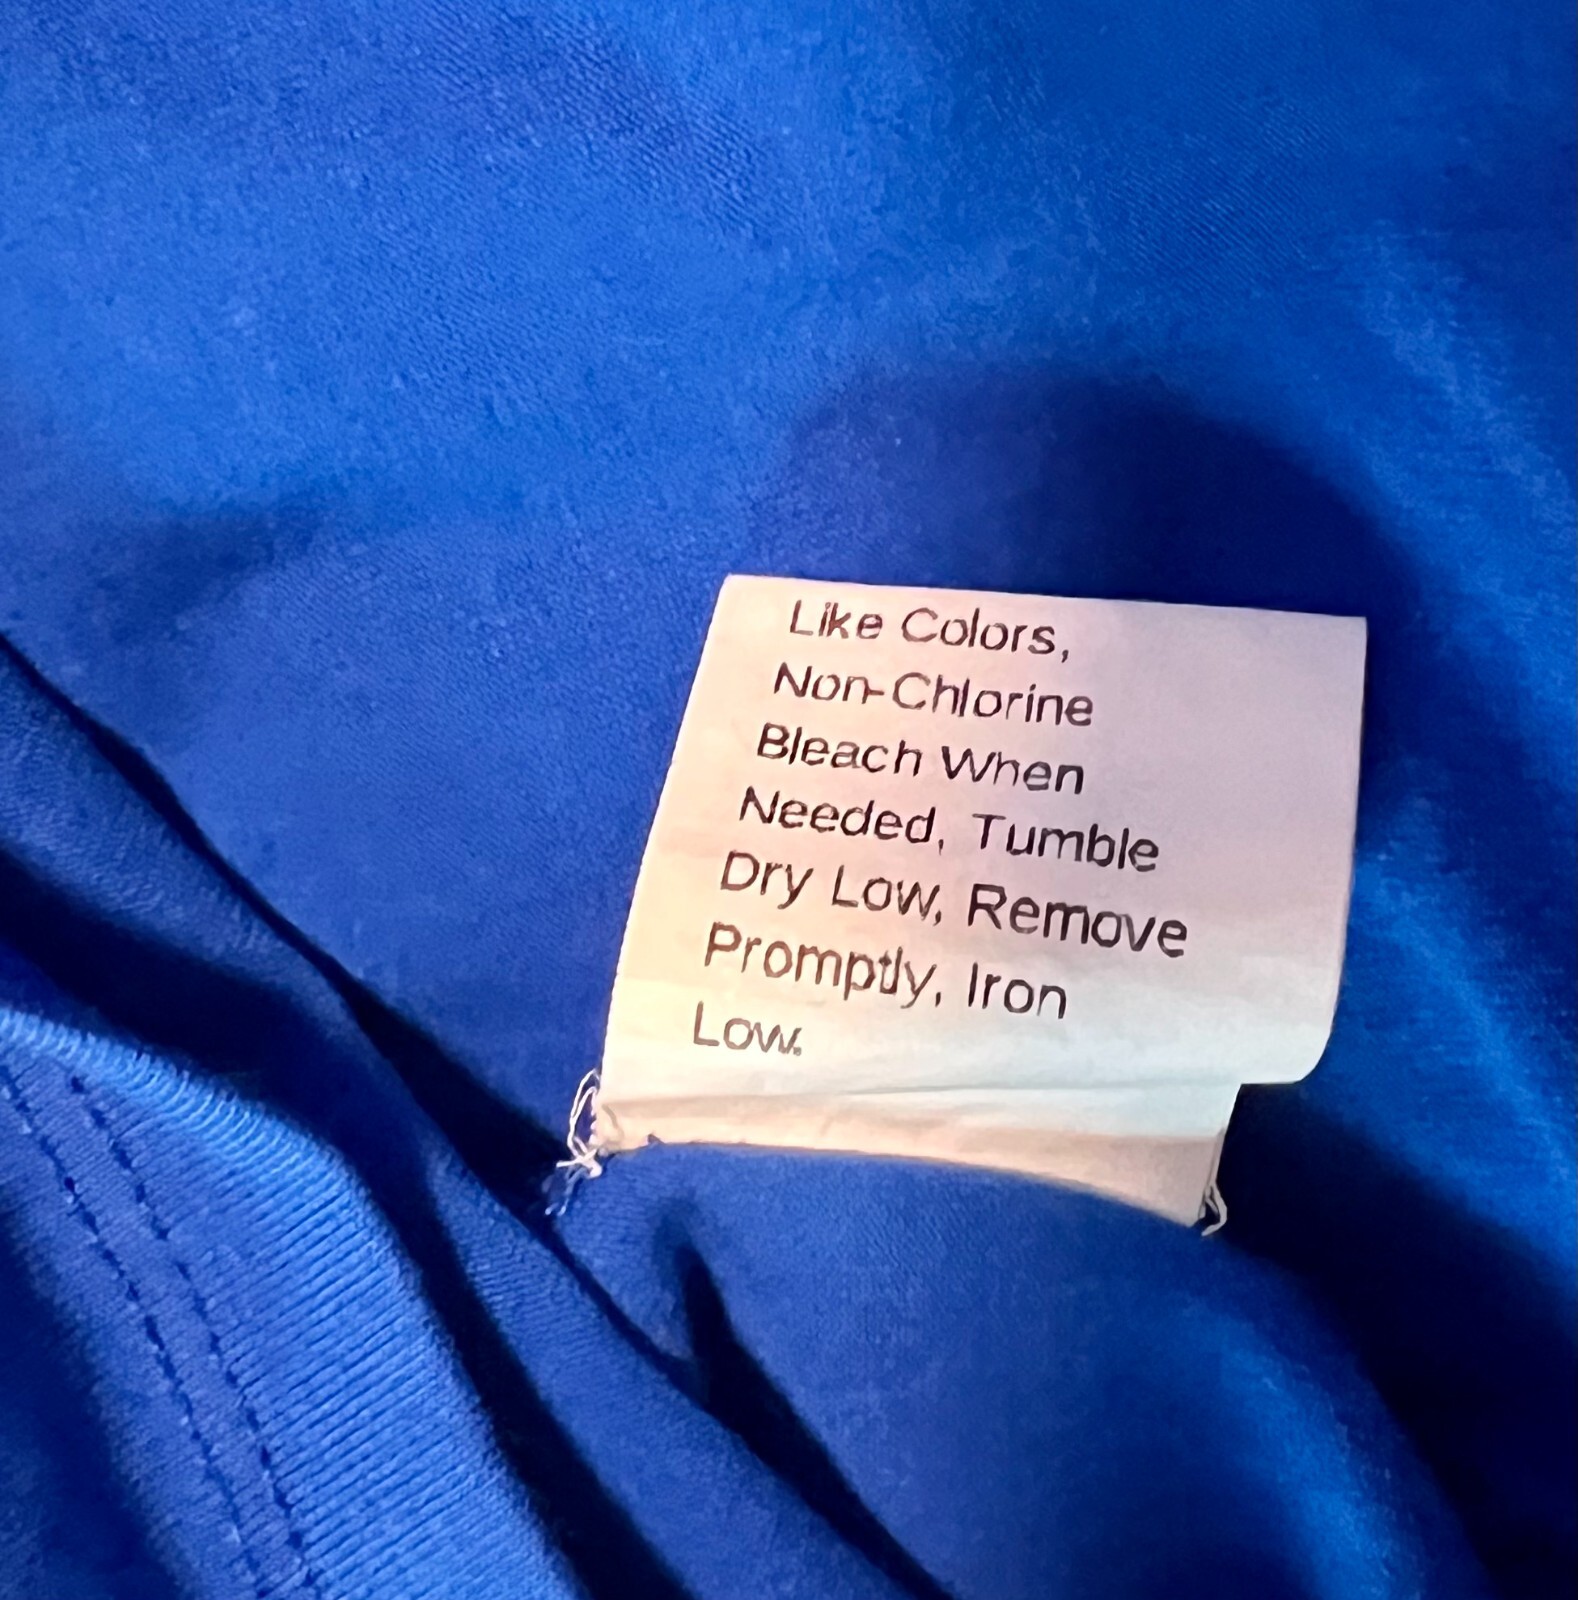 Like Colors,
Non-Chlorine
Bleach When
Needed, Tumble
Dry Low, Remove
Promptly, Iron
Low.